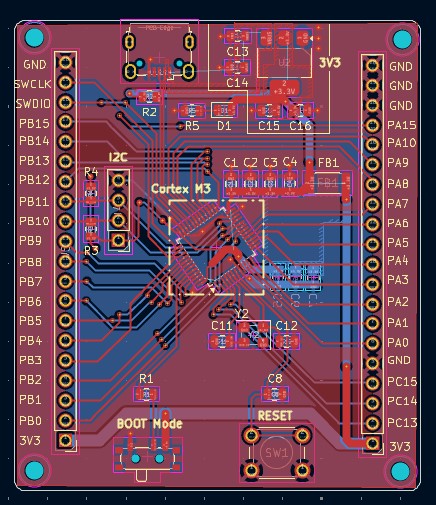 C13
C14
U2
3V3
+3.3V
R2
R5
D1
C15
C16
GND
SWCLK
SWDIO
PB15
PB14
PB13
PB12
PB11
PB10
PB9
PB8
PB7
PB6
PB5
PB4
PB3
PB2
PB1
PB0
3V3
I2C
R4
R3
Cortex M3
C1
C2
C3
C4
FB1
FB1
Y2
C11
C12
R1
C8
BOOT Mode
RESET
SW1
GND
GND
GND
PA15
PA10
PA9
PA8
PA7
PA6
PA5
PA4
PA3
PA2
PA1
PA0
GND
PC15
PC14
PC13
3V3